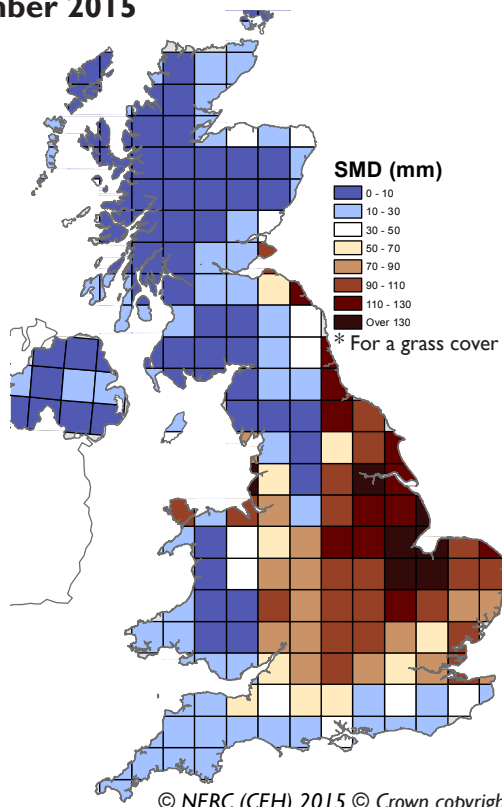 mber 2015
SMD (mm)
0 - 10
10 - 30
30 - 50
50 - 70
70 - 90
90 - 110
110 - 130
Over 130
* For a grass cover
© NERC (CEH) 2015 © Crown copyright